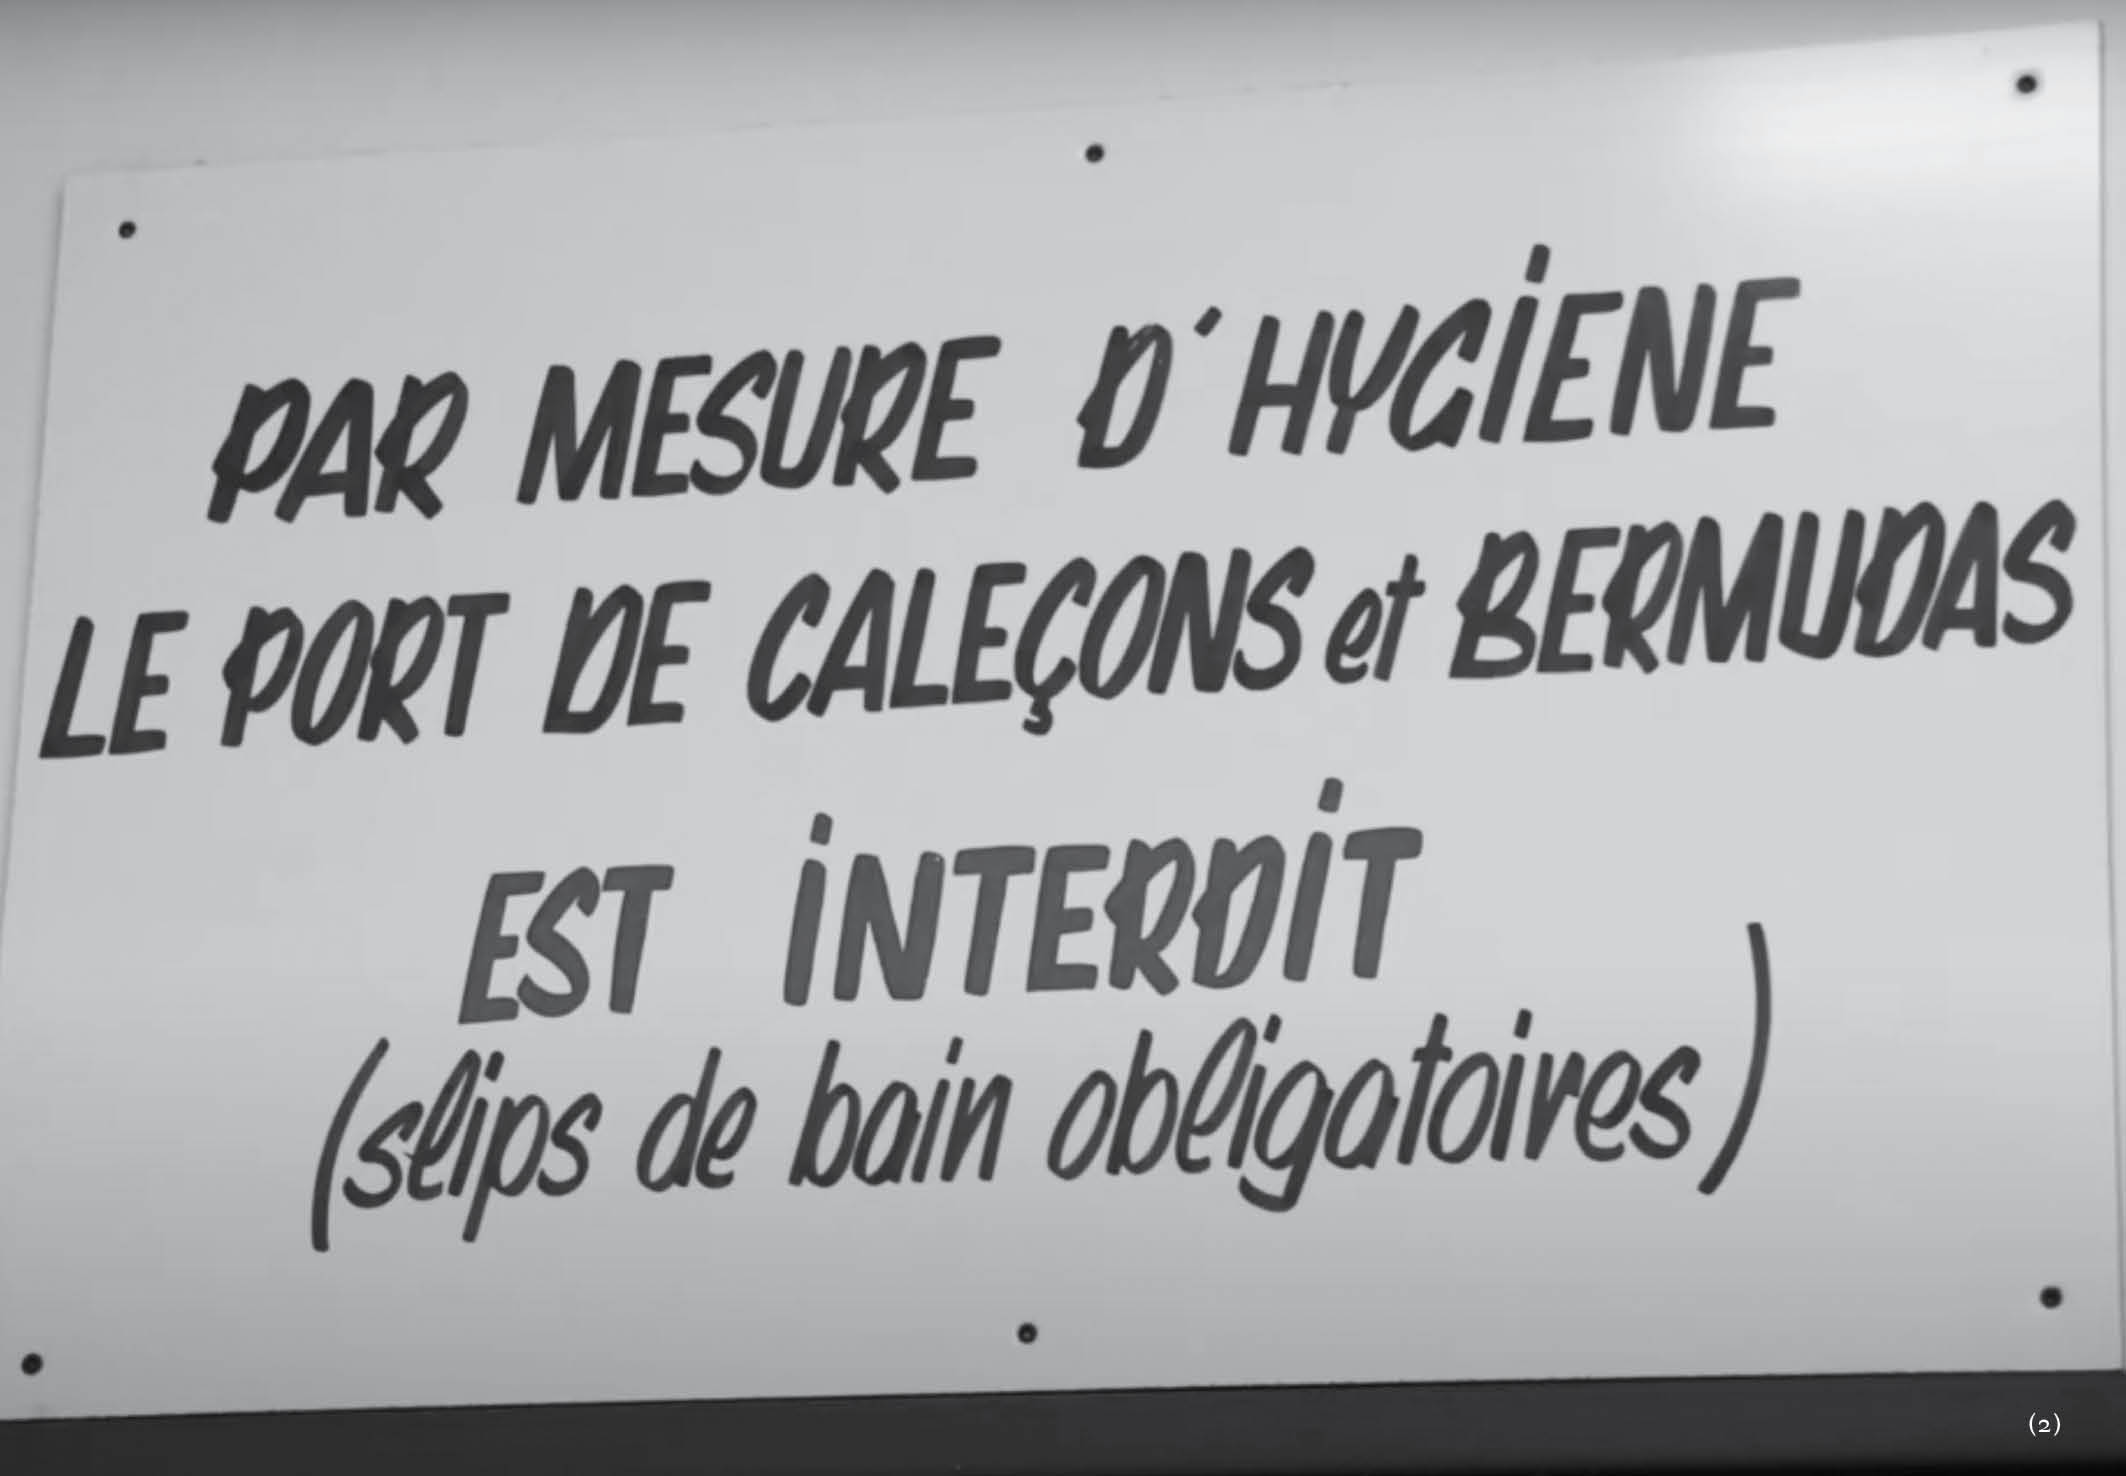 PAR MESURE D'HYGiENE
LE PORT DE CALEÇONS et BERMUDAS
EST iNTERDiT
(slips de bain obligatoires)
(2)